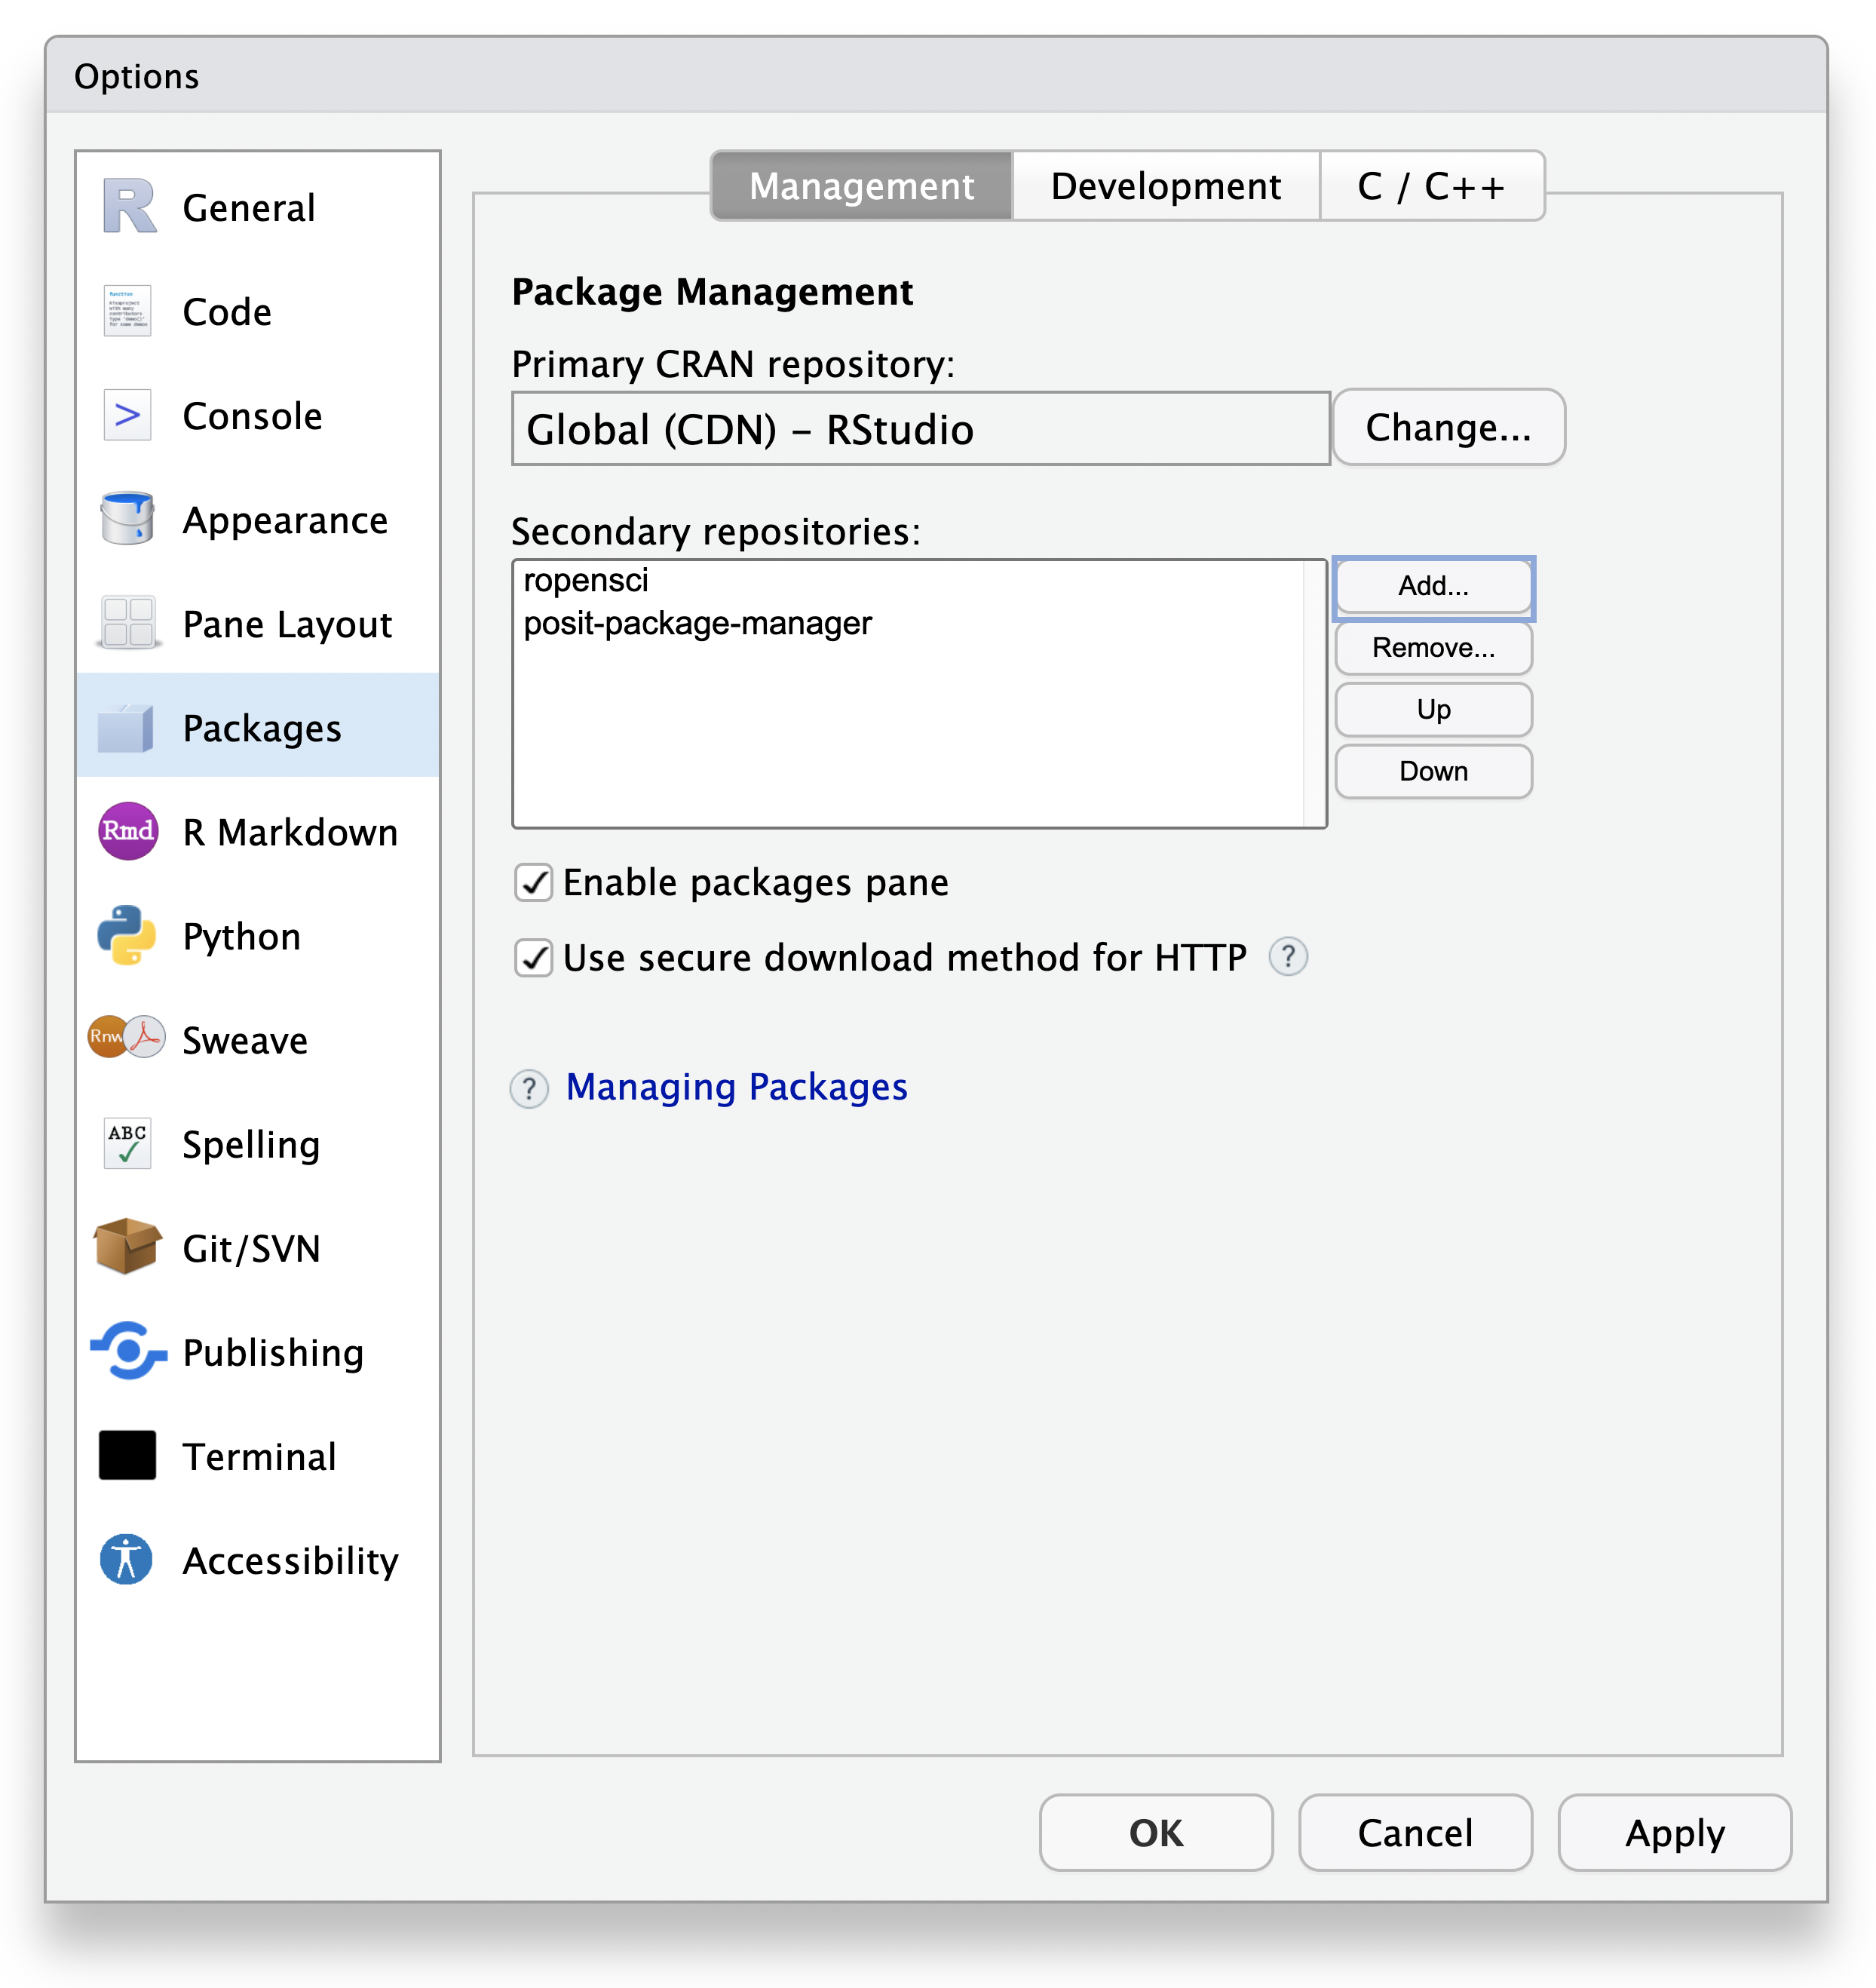 Options
R General
function
Code
> Console
Appearance
Pane Layout
Packages
Rmd R Markdown
Python
Rnw Sweave
ABC Spelling
Git/SVN
Publishing
Terminal
Accessibility
Management Development C / C++
Package Management
Primary CRAN repository:
Global (CDN) – RStudio Change...
Secondary repositories:
ropensci
posit-package-manager
Add...
Remove...
Up
Down
Enable packages pane
Use secure download method for HTTP ?
? Managing Packages
OK Cancel Apply